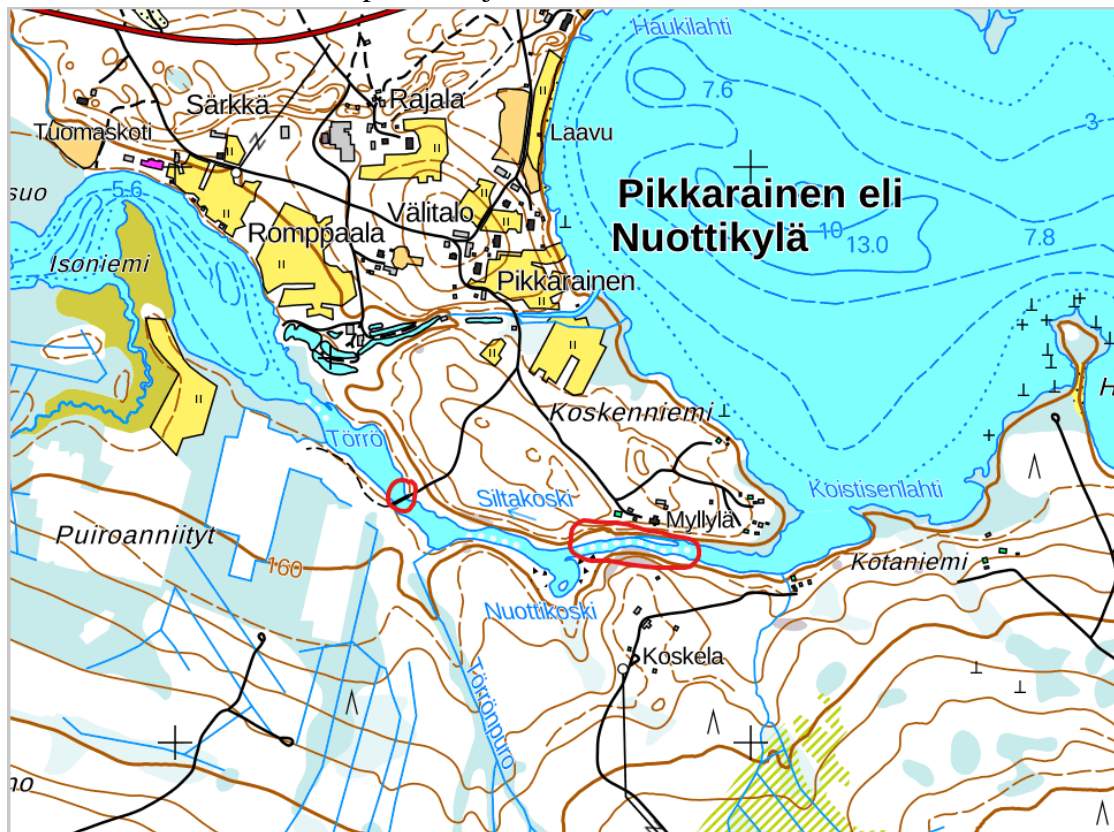 Haukilahti
7.6
3
Särkkä
Rajala
Tuomaskoti
Laavu
suo
5.6
Pikkarainen eli
Nuottikylä
Välitalo
Romppaala
10
13.0
7.8
Isoniemi
Pikkarainen
H
Koskenniemi
Törrö
Siltakoski
Koistisenlahti
Myllylä
Puiroanniityt
160
Kotaniemi
Nuottikoski
Koskela
Törrönpuro
no